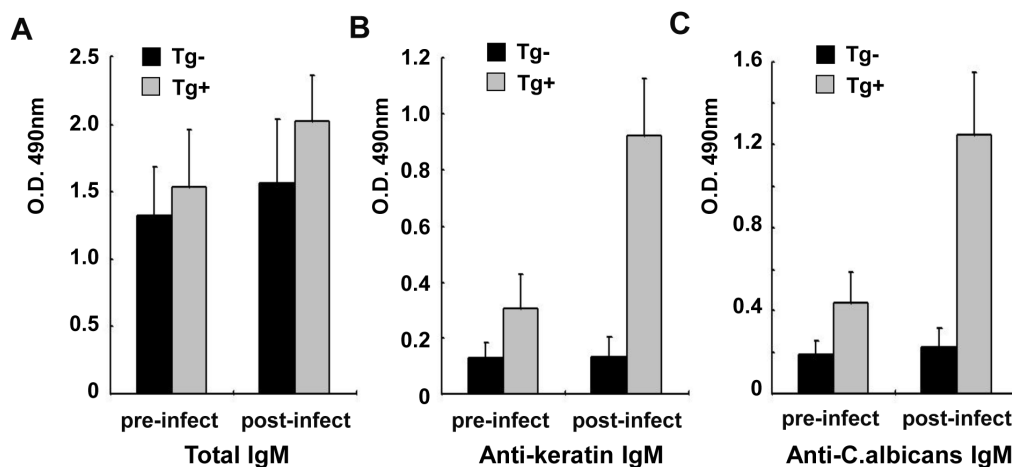 A
Tg-
Tg+
O.D. 490nm
2.5
2.0
1.5
1.0
0.5
0
pre-infect post-infect
Total IgM
B
Tg-
Tg+
O.D. 490nm
1.2
1.0
0.8
0.6
0.4
0.2
0
pre-infect post-infect
Anti-keratin IgM
C
Tg-
Tg+
O.D. 490nm
1.6
1.2
0.8
0.4
0
pre-infect post-infect
Anti-C.albicans IgM